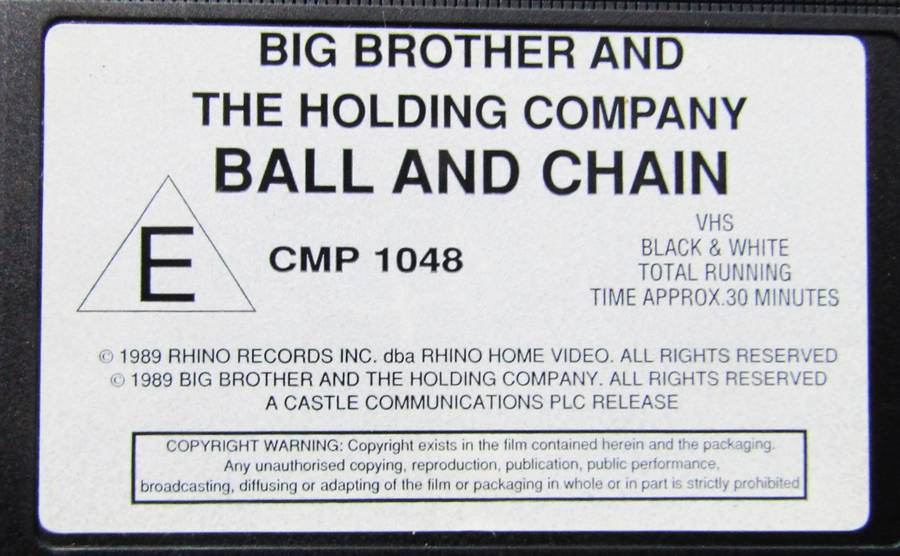 BIG BROTHER AND
THE HOLDING COMPANY
BALL AND CHAIN
E
CMP 1048
VHS
BLACK & WHITE
TOTAL RUNNING
TIME APPROX.30 MINUTES
© 1989 RHINO RECORDS INC. dba RHINO HOME VIDEO. ALL RIGHTS RESERVED
© 1989 BIG BROTHER AND THE HOLDING COMPANY. ALL RIGHTS RESERVED
A CASTLE COMMUNICATIONS PLC RELEASE
COPYRIGHT WARNING: Copyright exists in the film contained herein and the packaging.
Any unauthorised copying, reproduction, publication, public performance,
broadcasting, diffusing or adapting of the film or packaging in whole or in part is strictly prohibited